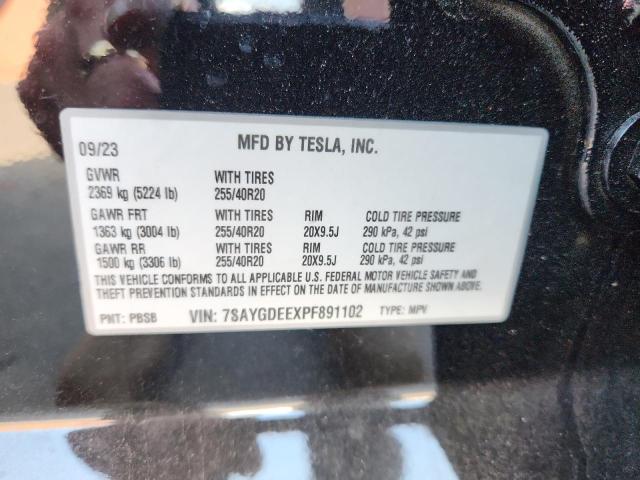 09/23 MFD BY TESLA, INC.
GVWR WITH TIRES
2369 kg (5224 lb) 255/40R20
GAWR FRT WITH TIRES RIM COLD TIRE PRESSURE
1363 kg (3004 lb) 255/40R20 20X9.5J 290 kPa, 42 psi
GAWR RR WITH TIRES RIM COLD TIRE PRESSURE
1500 kg (3306 lb) 255/40R20 20X9.5J 290 kPa, 42 psi
THIS VEHICLE CONFORMS TO ALL APPLICABLE U.S. FEDERAL MOTOR VEHICLE SAFETY AND
THEFT PREVENTION STANDARDS IN EFFECT ON THE DATE OF MANUFACTURE SHOWN ABOVE.
PNT: PBSB VIN: 7SAYGDEEXPF891102 TYPE: MPV